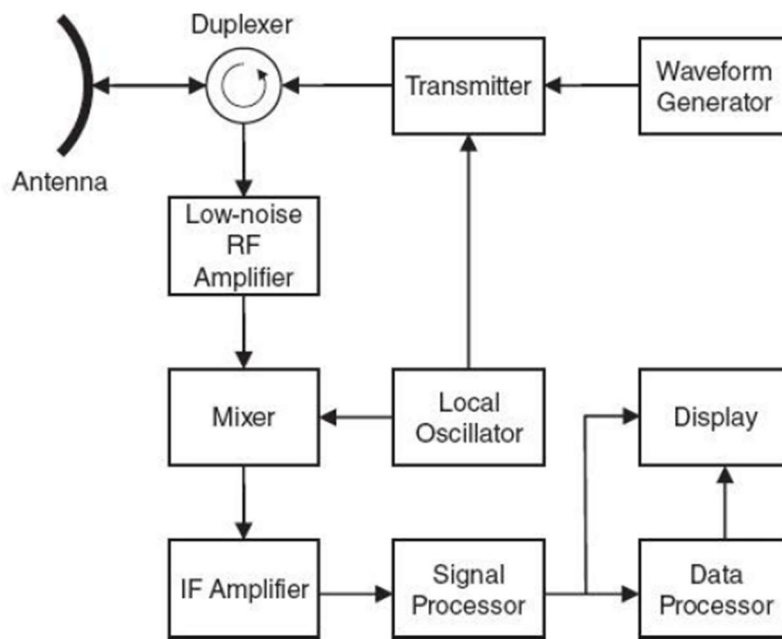 Duplexer
Transmitter
Waveform
Generator
Antenna
Low-noise
RF
Amplifier
Mixer
Local
Oscillator
Display
IF Amplifier
Signal
Processor
Data
Processor